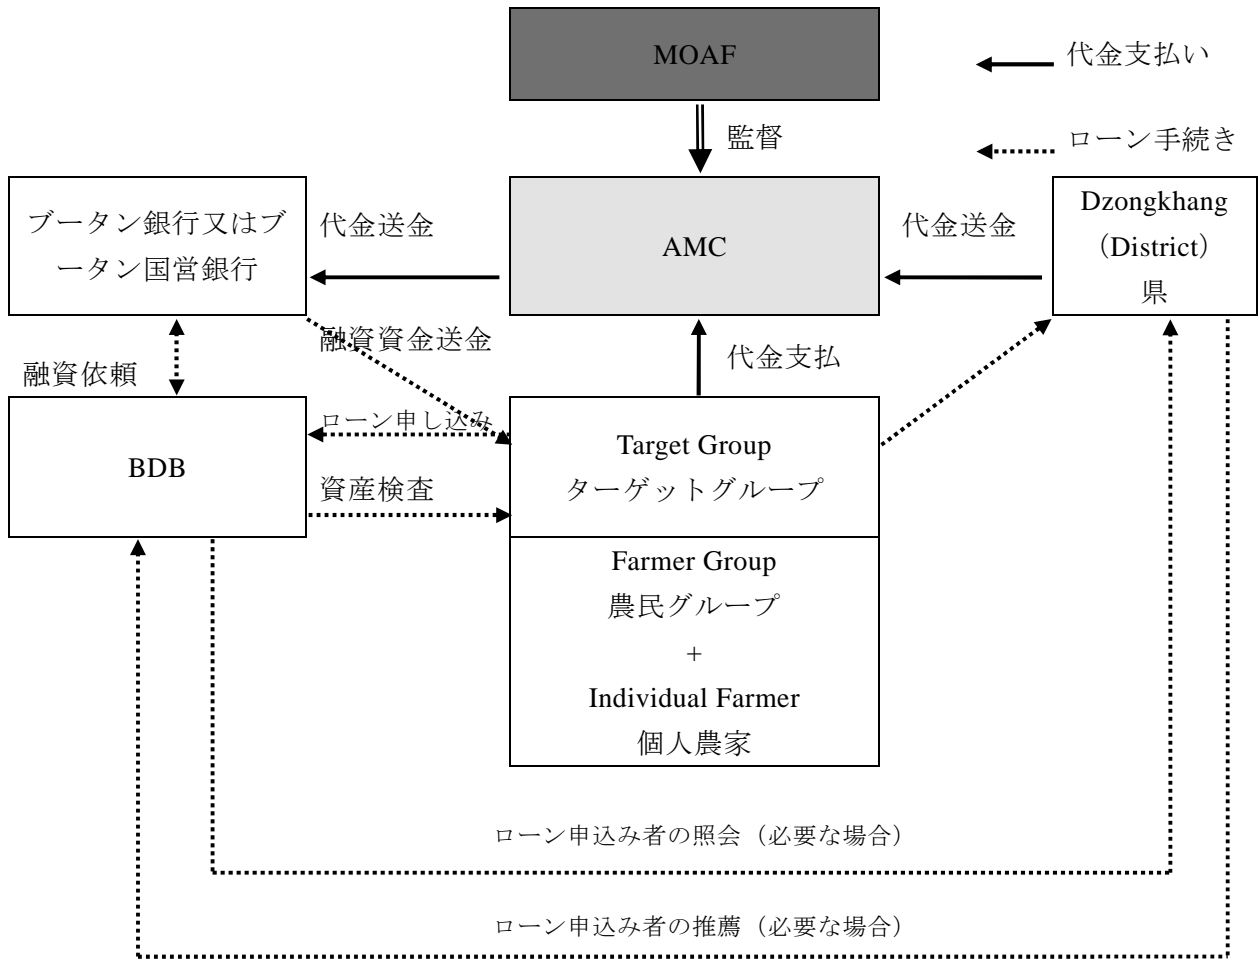 MOAF
代金支払い
監督
ローン手続き
ブータン銀行又はブ
ータン国営銀行
代金送金
AMC
代金送金
Dzongkhang
（District）
県
融資資金送金
代金支払
融資依頼
ローン申し込み
BDB
資産検査
Target Group
ターゲットグループ
Farmer Group
農民グループ
+
Individual Farmer
個人農家
ローン申込み者の照会（必要な場合）
ローン申込み者の推薦（必要な場合）